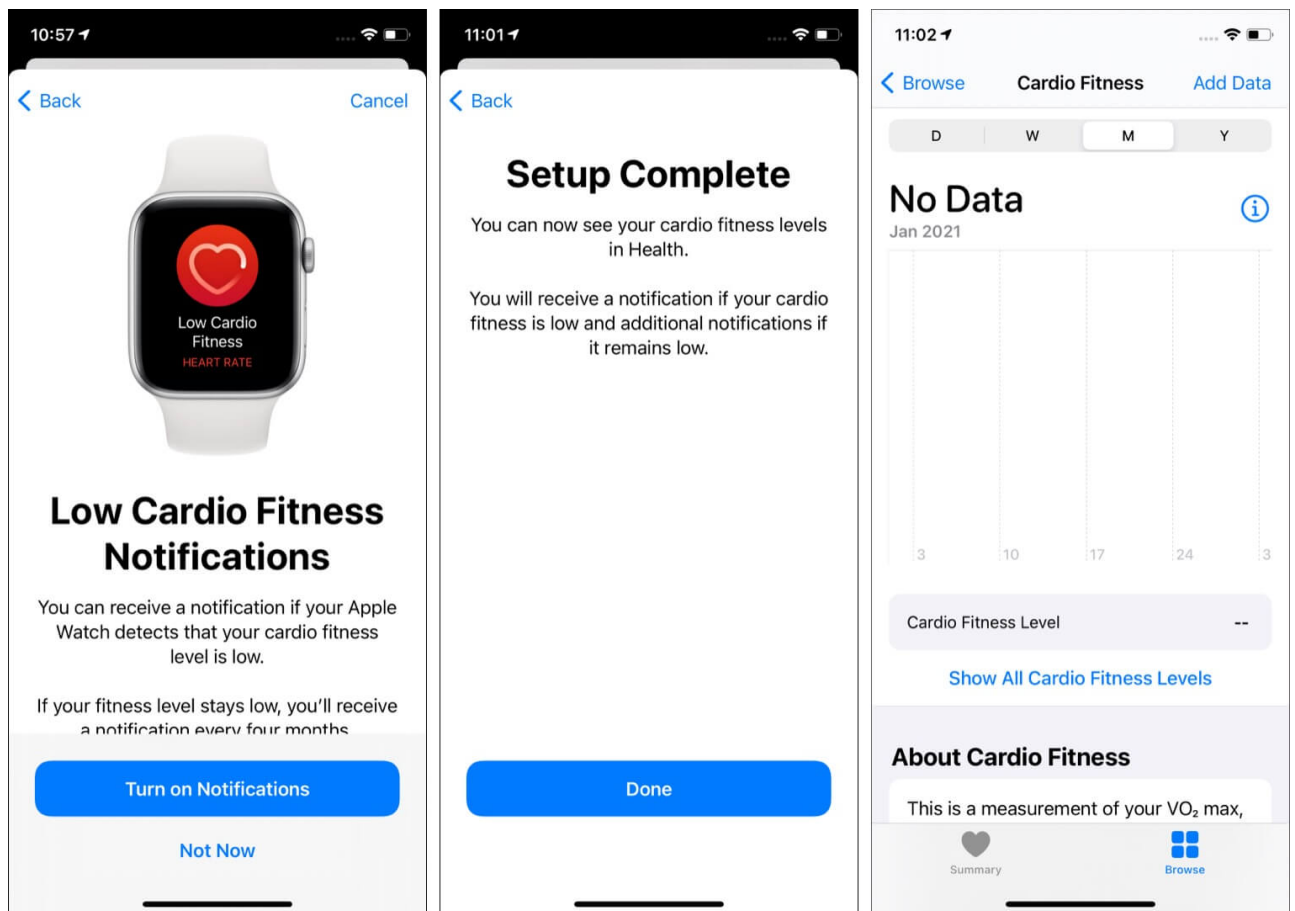 10:57
Back
Cancel
Low Cardio
Fitness
HEART RATE
Low Cardio Fitness
Notifications
You can receive a notification if your Apple
Watch detects that your cardio fitness
level is low.
If your fitness level stays low, you'll receive
a notification every four months
Turn on Notifications
Not Now
11:01
Back
Setup Complete
You can now see your cardio fitness levels
in Health.
You will receive a notification if your cardio
fitness is low and additional notifications if
it remains low.
Done
11:02
Browse
Cardio Fitness
Add Data
D W M Y
No Data
Jan 2021
3 10 17 24 3
Cardio Fitness Level --
Show All Cardio Fitness Levels
About Cardio Fitness
This is a measurement of your VO₂ max,
Summary
Browse